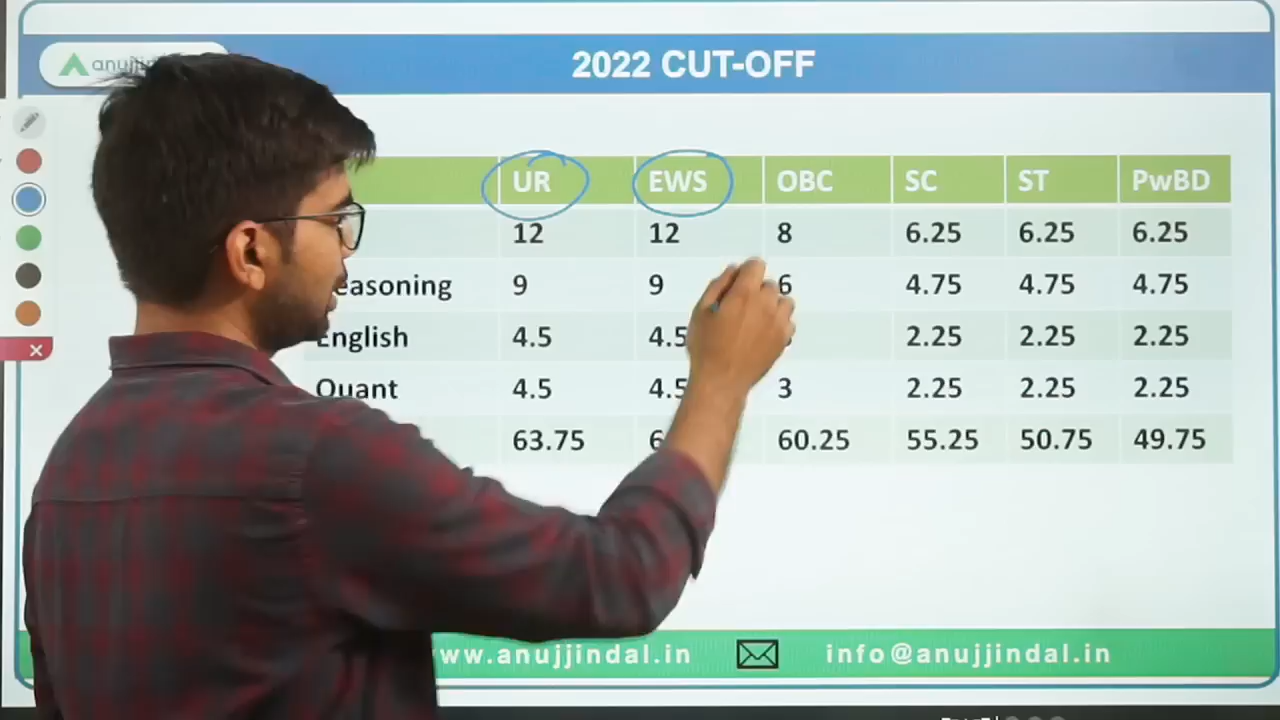 anujji
2022 CUT-OFF
UR EWS OBC SC ST PwBD
12 12 8 6.25 6.25 6.25
easoning 9 9 6 4.75 4.75 4.75
English 4.5 4.5 2.25 2.25 2.25
Quant 4.5 4.5 3 2.25 2.25 2.25
63.75 6 60.25 55.25 50.75 49.75
ww.anujjindal.in info@anujjindal.in